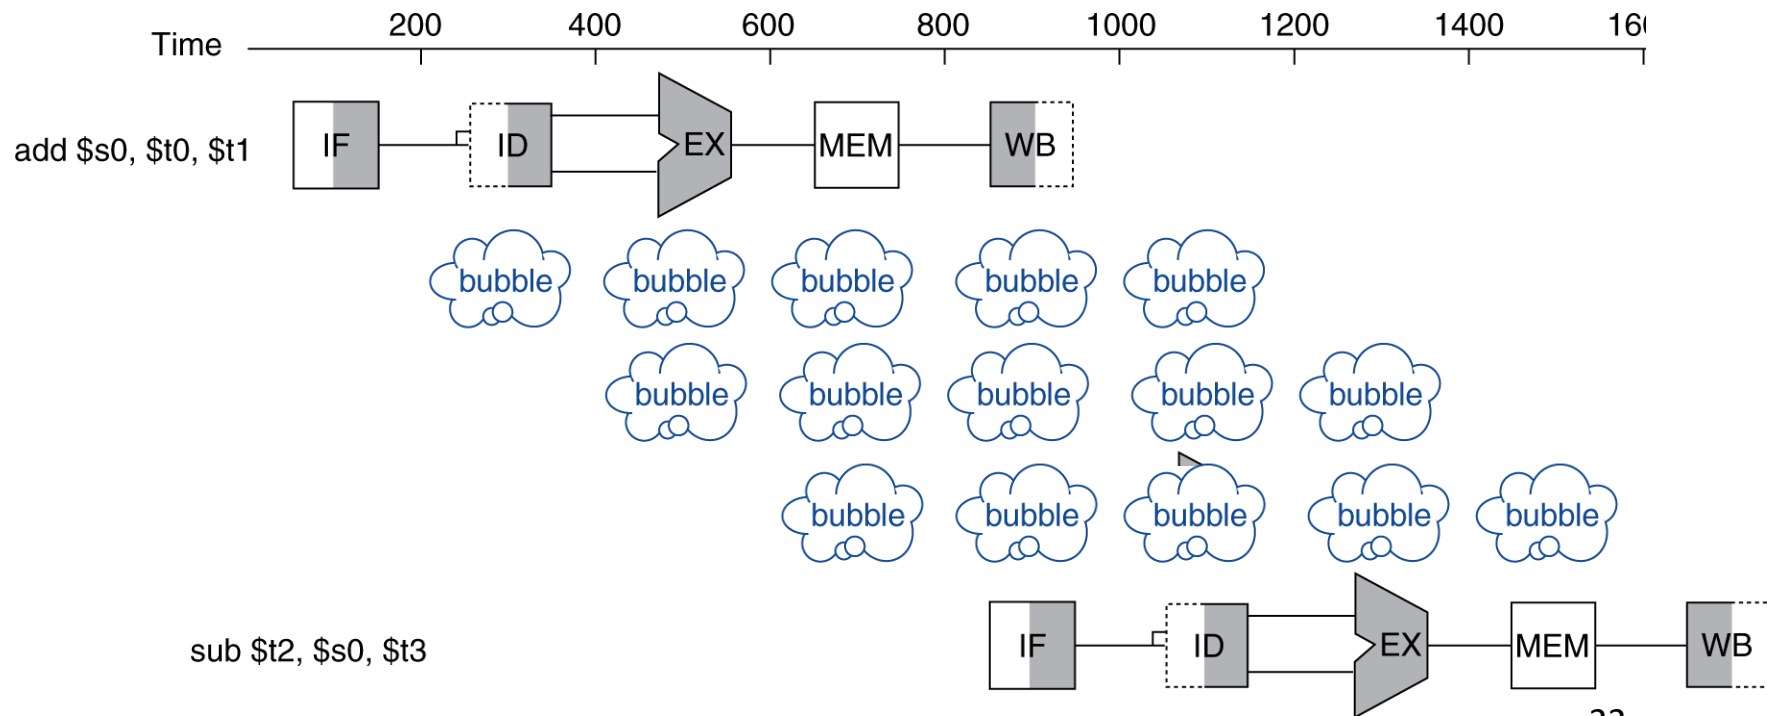 200 400 600 800 1000 1200 1400
Time
add $s0, $t0, $t1 IF ID EX MEM WB
bubble bubble bubble bubble bubble
bubble bubble bubble bubble bubble
bubble bubble bubble bubble bubble
sub $t2, $s0, $t3 IF ID EX MEM WB